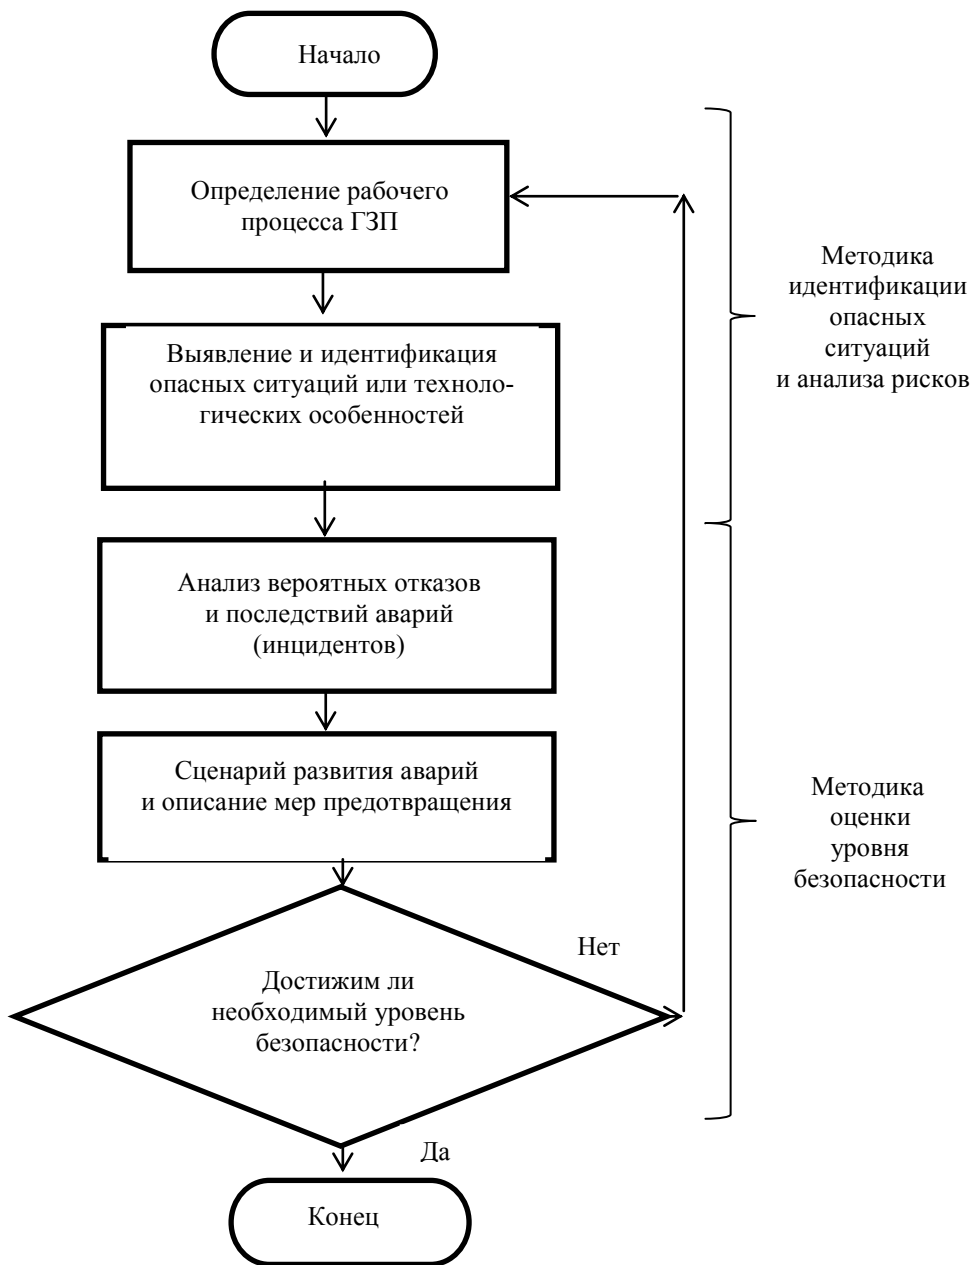 Начало
Определение рабочего
процесса ГЗП
Выявление и идентификация
опасных ситуаций или техноло-
гических особенностей
Анализ вероятных отказов
и последствий аварий
(инцидентов)
Сценарий развития аварий
и описание мер предотвращения
Достижим ли
необходимый уровень
безопасности?
Нет
Да
Конец
Методика
идентификации
опасных
ситуаций
и анализа рисков
Методика
оценки
уровня
безопасности